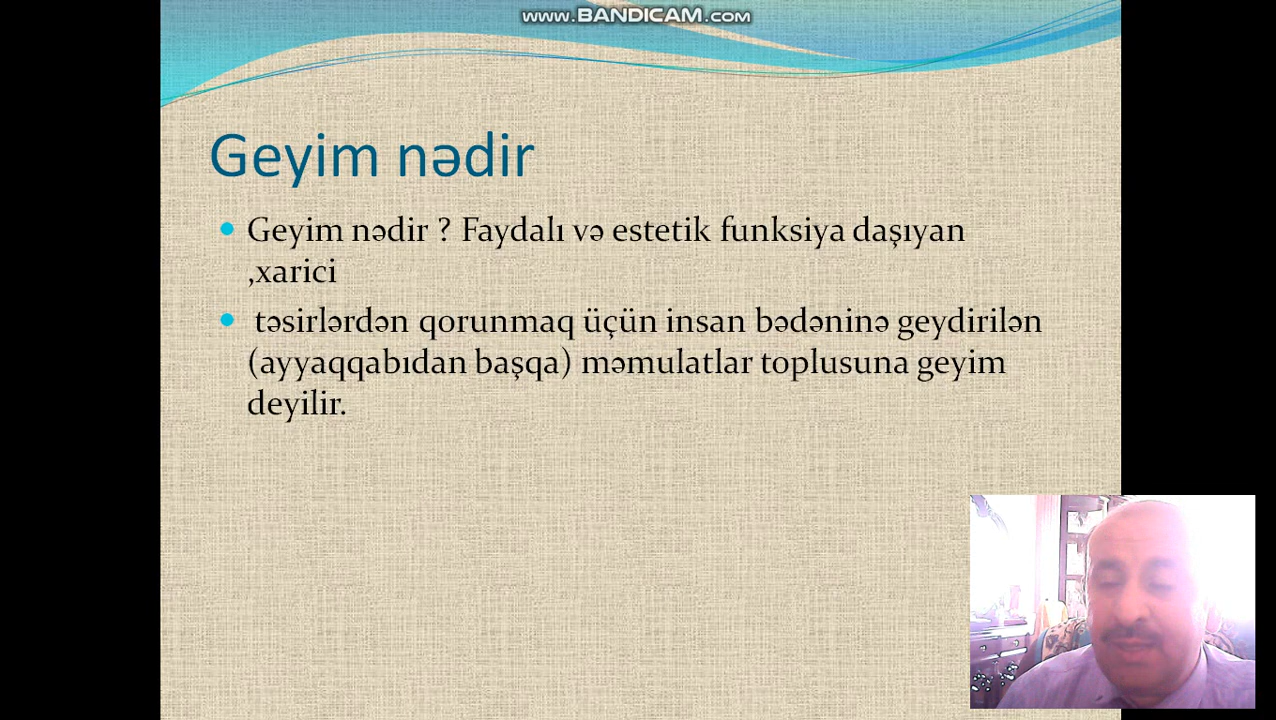 WWW.BANDICAM.COM
Geyim nədir
Geyim nədir ? Faydalı və estetik funksiya daşıyan
,xarici
təsirlərdən qorunmaq üçün insan bədəninə geydirilən
(ayyaqqabıdan başqa) məmulatlar toplusuna geyim
deyilir.